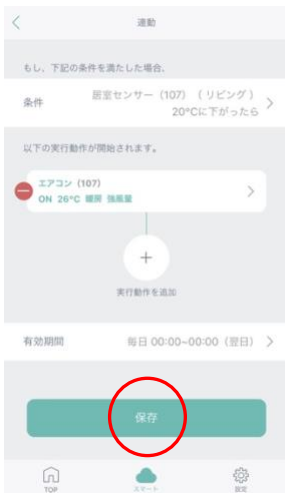 連動
もし、下記の条件を満たした場合、
条件
居室センサー (107) (リビング)
20°Cに下がったら
以下の実行動作が開始されます。
エアコン (107)
ON 26°C 暖房 強風量
実行動作を追加
有効期間 毎日 00:00~00:00 (翌日)
保存
TOP スマート 設定